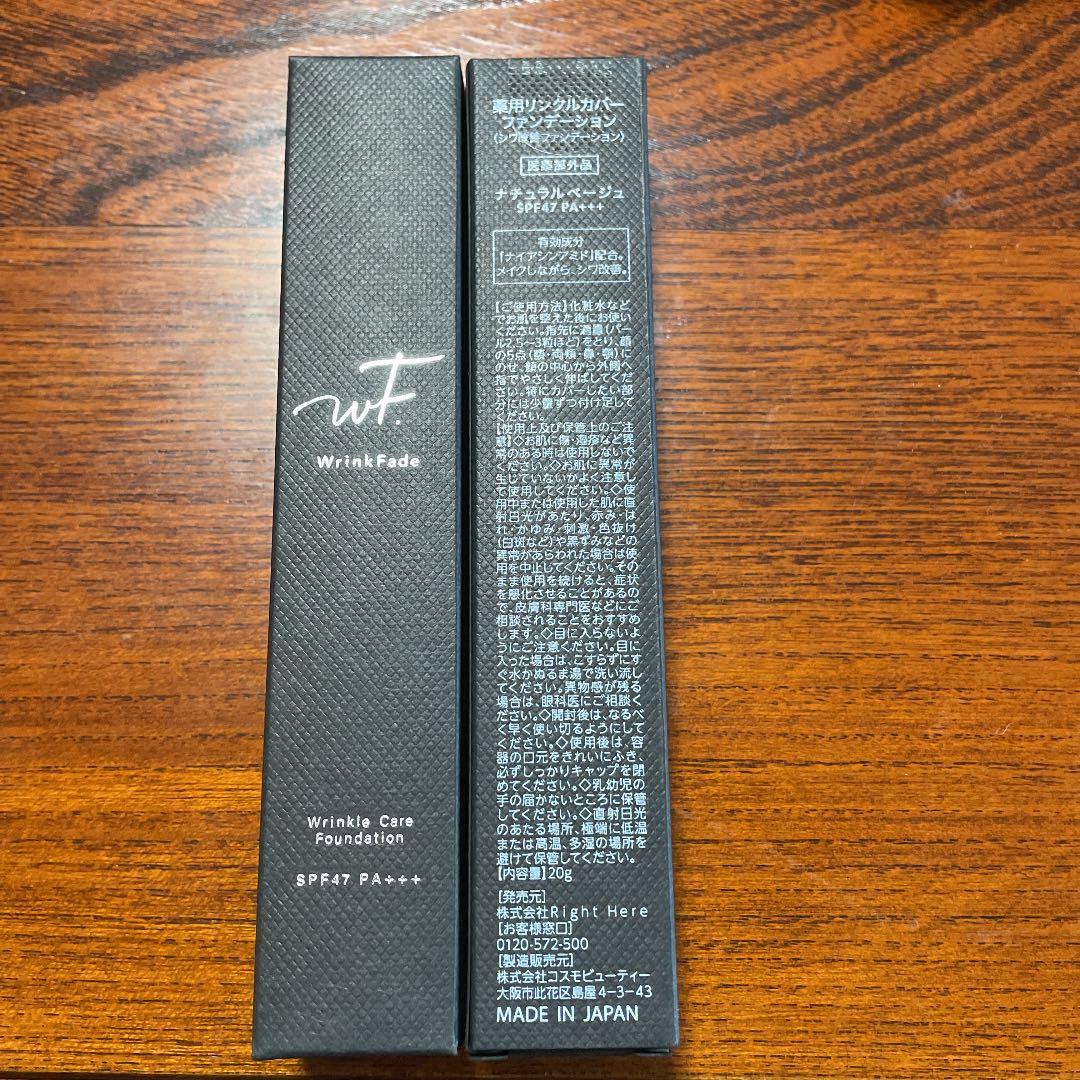 WF.
WrinkFade
Wrinkle Care
Foundation
SPF47 PA+++
薬用リンクルカバー
ファンデーション
(シワ改善ファンデーション)
医薬部外品
ナチュラルベージュ
SPF47 PA+++
有効成分
「ナイアシンアミド」配合。
メイクしながら、シワ改善。
【ご使用方法】化粧水など
でお肌を整えた後にお使い
ください。指先に適量(パー
ル2.5～3粒ほど)をとり、顔
の5点(額・両頬・鼻・顎)に
のせ、顔の中心から外側へ
指でやさしく伸ばしてくだ
さい。特にカバーしたい部
分には少量ずつ付け足して
ください。
【使用上及び保管上のご注
意】◇お肌に傷・湿疹など異
常のある時は使用しないで
ください。◇お肌に異常が
生じていないかよく注意し
て使用してください。◇使
用中または使用した肌に直
射日光があたり、赤み・は
れ・かゆみ・刺激・色抜け
(白斑など)や黒ずみなどの
異常があらわれた場合は使
用を中止してください。その
まま使用を続けると、症状
を悪化させることがあるの
で、皮膚科専門医などにご
相談されることをおすすめ
します。◇目に入らないよ
うにご注意ください。目に
入った場合は、こすらずにす
ぐ水かぬるま湯で洗い流し
てください。異物感が残る
場合は、眼科医にご相談く
ださい。◇開封後は、なるべ
く早く使い切るようにして
ください。◇使用後は、容
器の口元をきれいにふき、
必ずしっかりキャップを閉
めてください。◇乳幼児の
手の届かないところに保管
してください。◇直射日光
のあたる場所、極端に低温
または高温、多湿の場所を
避けて保管してください。
【内容量】20g
[発売元]
株式会社Right Here
[お客様窓口]
0120-572-500
[製造販売元]
株式会社コスモビューティー
大阪市此花区島屋4-3-43
MADE IN JAPAN